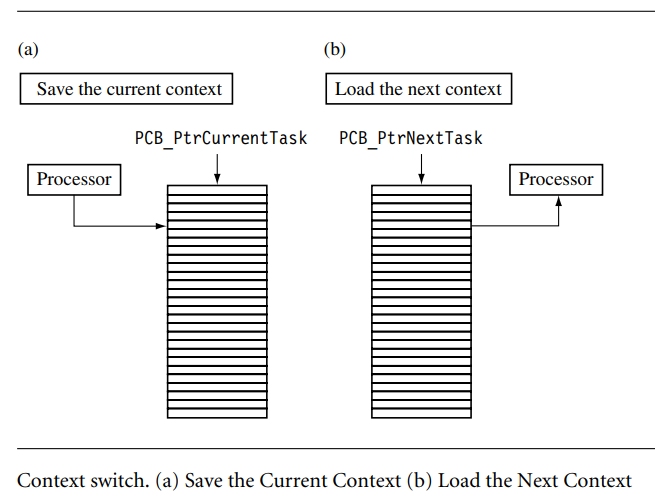 (a)
(b)
Save the current context
Load the next context
PCB_PtrCurrentTask
PCB_PtrNextTask
Processor
Processor
Context switch. (a) Save the Current Context (b) Load the Next Context